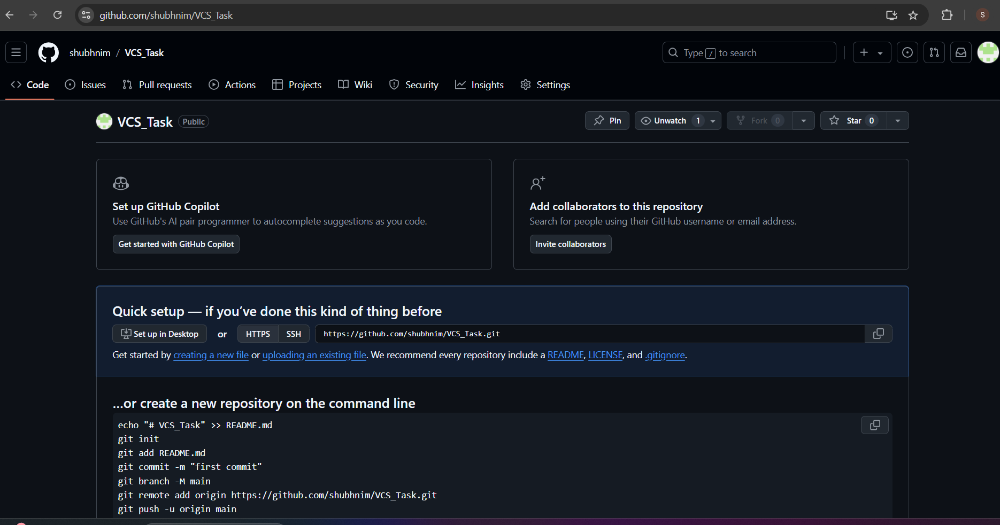 github.com/shubhnim/VCS_Task
S
shubhnim / VCS_Task
Type / to search
Code Issues Pull requests Actions Projects Wiki Security Insights Settings
VCS_Task Public
Pin Unwatch 1 Fork 0 Star 0
Set up GitHub Copilot
Use GitHub's AI pair programmer to autocomplete suggestions as you code.
Get started with GitHub Copilot
Add collaborators to this repository
Search for people using their GitHub username or email address.
Invite collaborators
Quick setup — if you’ve done this kind of thing before
Set up in Desktop or HTTPS SSH https://github.com/shubhnim/VCS_Task.git
Get started by creating a new file or uploading an existing file. We recommend every repository include a README, LICENSE, and .gitignore.
...or create a new repository on the command line
echo "# VCS_Task" >> README.md
git init
git add README.md
git commit -m "first commit"
git branch -M main
git remote add origin https://github.com/shubhnim/VCS_Task.git
git push -u origin main